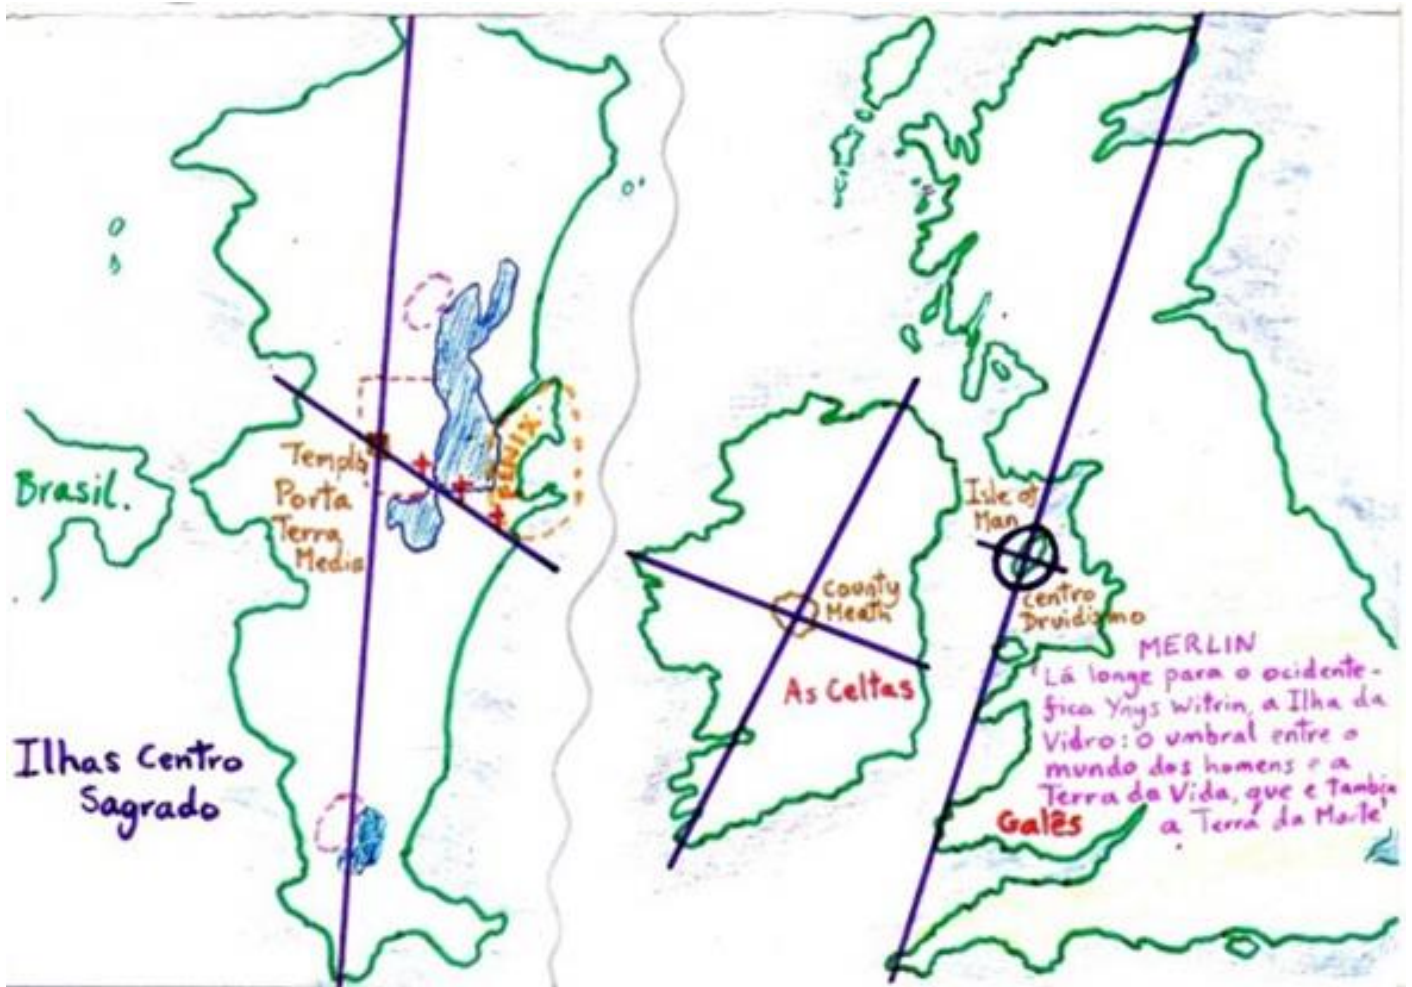 Brasil.
Templo
Porta
Terra
Media
FENIX
Ilhas Centro
Sagrado
Isle of
Man
Centro
Druidismo
County
Meath
As Celtas
MERLIN
'Lá longe para o ocidente-
fica Ynys Witrin, a Ilha da
Vidro: o umbral entre o
mundo dos homens e a
Terra da Vida, que e tambien
a Terra da Morte'
Galês